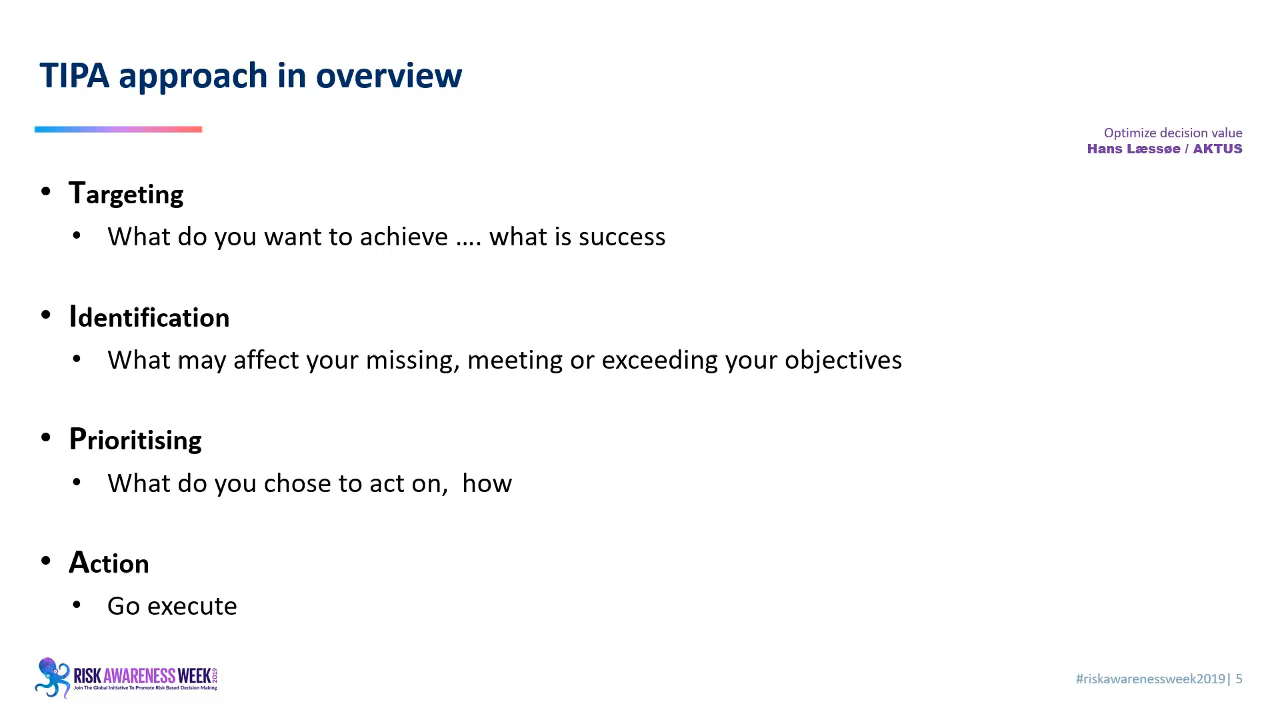 TIPA approach in overview
Optimize decision value
Hans Læssøe / AKTUS
• Targeting
• What do you want to achieve .... what is success
• Identification
• What may affect your missing, meeting or exceeding your objectives
• Prioritising
• What do you chose to act on,  how
• Action
• Go execute
RISK AWARENESS WEEK 2019
Join The Global Initiative To Promote Risk Based Decision Making
#riskawarenessweek2019| 5